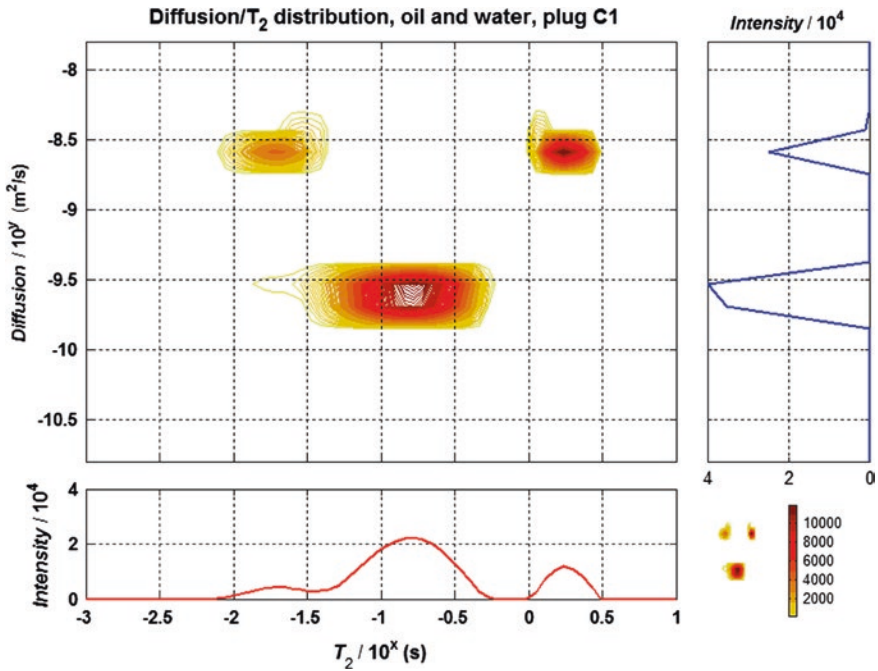 Diffusion/T2 distribution, oil and water, plug C1
Intensity / 10^4
-8
-8.5
-9
-9.5
-10
-10.5
Diffusion / 10^y (m^2/s)
4 2 0
4
2
0
Intensity / 10^4
-3 -2.5 -2 -1.5 -1 -0.5 0 0.5 1
T2 / 10^x (s)
10000
8000
6000
4000
2000